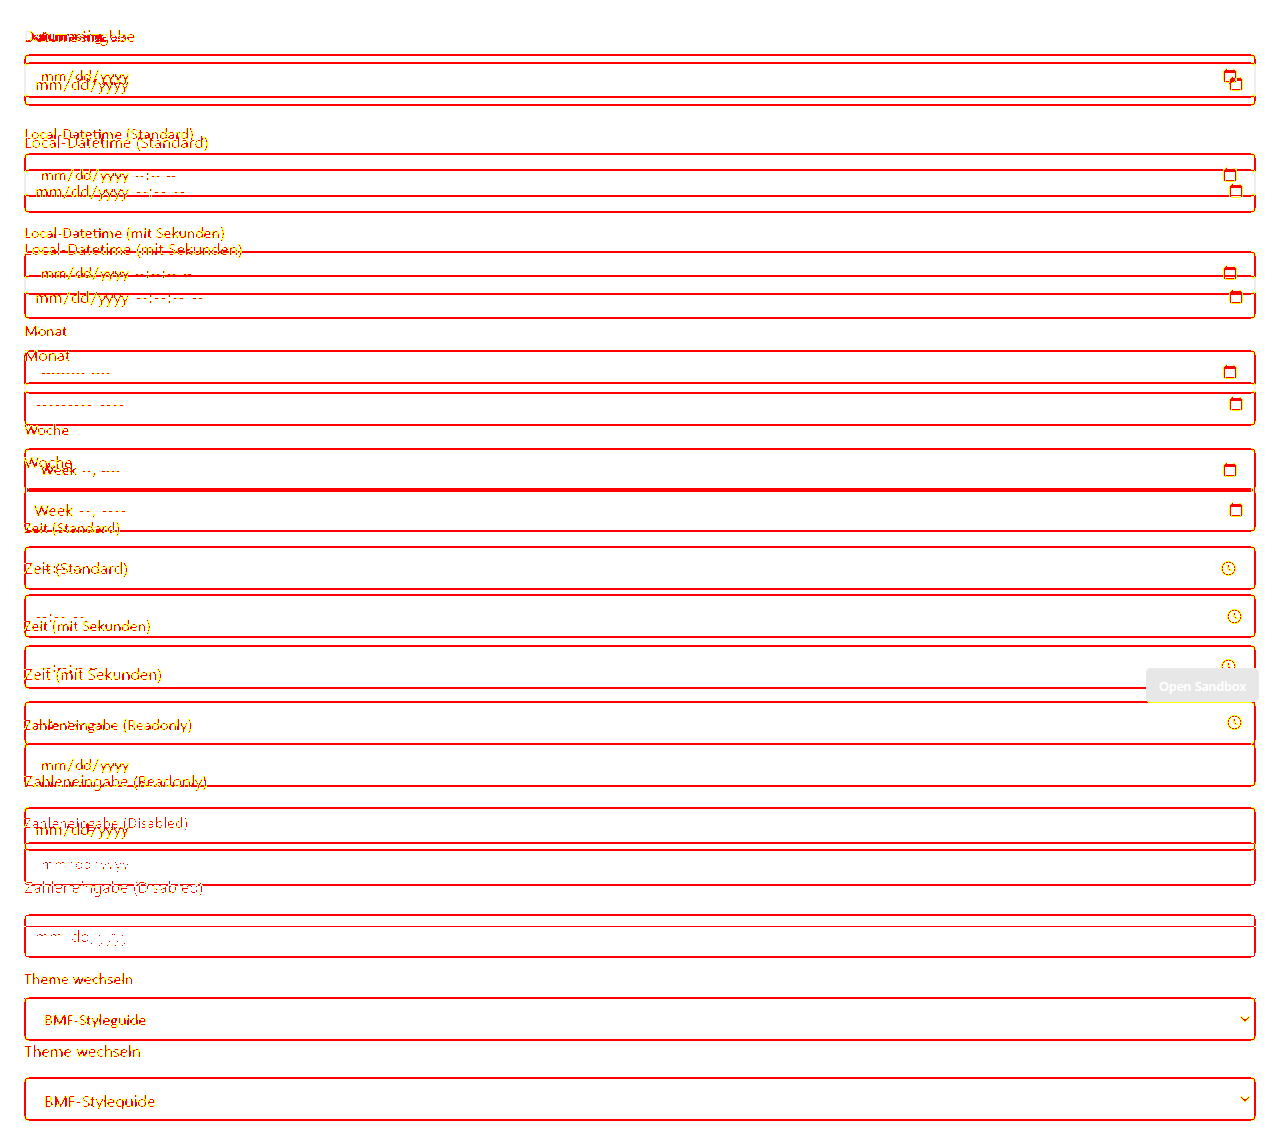 Datumseingabe
mm/dd/yyyy
mm/dd/yyyy
Local-Datetime (Standard)
Local-Datetime (Standard)
mm/dd/yyyy --:-- --
mm/dd/yyyy --:-- --
Local-Datetime (mit Sekunden)
Local-Datetime (mit Sekunden)
mm/dd/yyyy --:--:-- --
mm/dd/yyyy --:--:-- --
Monat
Monat
--------- ----
--------- ----
Woche
Woche
Week --, ----
Week --, ----
Zeit (Standard)
Zeit (Standard)
--:-- --
Zeit (mit Sekunden)
Zeit (mit Sekunden)
Open Sandbox
Zahleneingabe (Readonly)
mm/dd/yyyy
Zahleneingabe (Readonly)
Zahleneingabe (Disabled)
mm/dd/yyyy
mm/dd/yyyy
Zahleneingabe (Disabled)
mm/dd/yyyy
Theme wechseln
BMF-Styleguide
Theme wechseln
BMF-Styleguide